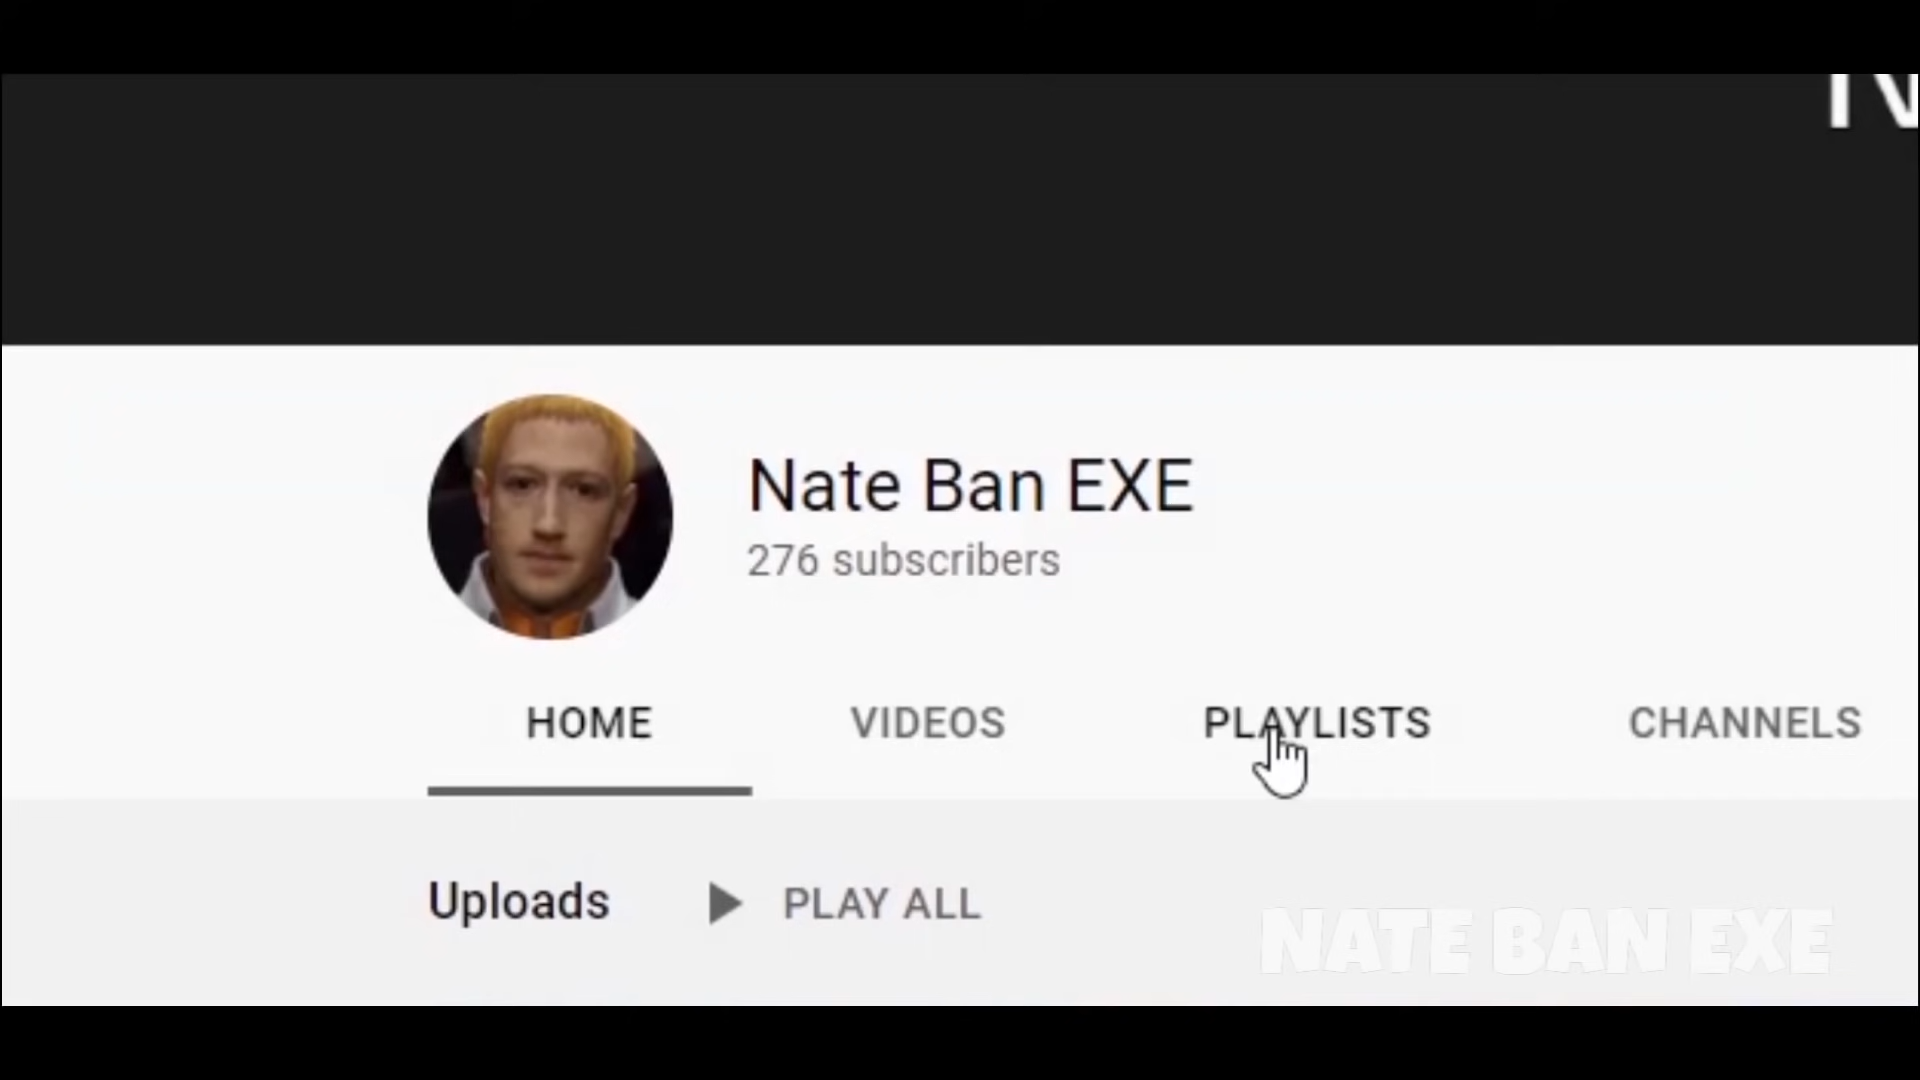 Nate Ban EXE
276 subscribers
HOME VIDEOS PLAYLISTS CHANNELS
Uploads PLAY ALL
NATE BAN EXE